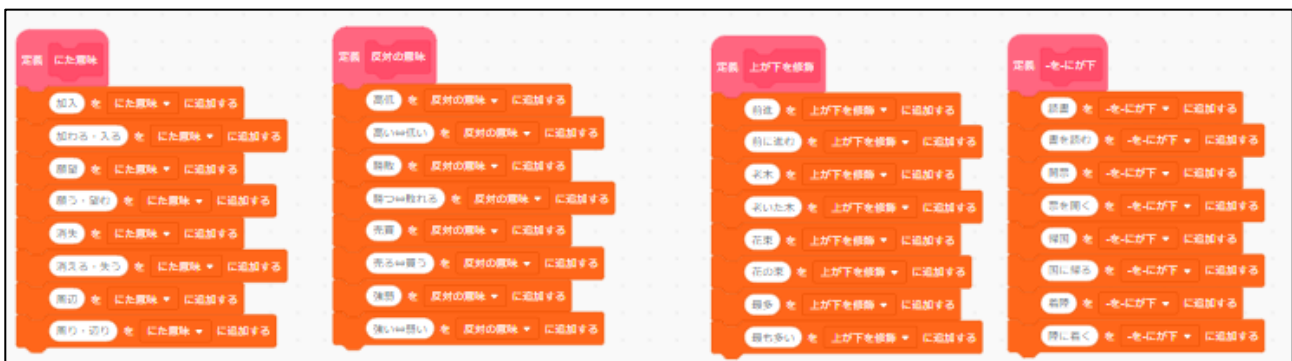 定義 にた意味
加入 を にた意味 に追加する
加わる・入る を にた意味 に追加する
願望 を にた意味 に追加する
願う・望む を にた意味 に追加する
消失 を にた意味 に追加する
消える・失う を にた意味 に追加する
周辺 を にた意味 に追加する
周り・辺り を にた意味 に追加する
定義 反対の意味
高低 を 反対の意味 に追加する
高い⇔低い を 反対の意味 に追加する
勝敗 を 反対の意味 に追加する
勝つ⇔敗れる を 反対の意味 に追加する
売買 を 反対の意味 に追加する
売る⇔買う を 反対の意味 に追加する
強弱 を 反対の意味 に追加する
強い⇔弱い を 反対の意味 に追加する
定義 上が下を修飾
前進 を 上が下を修飾 に追加する
前に進む を 上が下を修飾 に追加する
老木 を 上が下を修飾 に追加する
老いた木 を 上が下を修飾 に追加する
花束 を 上が下を修飾 に追加する
花の束 を 上が下を修飾 に追加する
最多 を 上が下を修飾 に追加する
最も多い を 上が下を修飾 に追加する
定義 -を-にが下
読書 を -を-にが下 に追加する
書を読む を -を-にが下 に追加する
開票 を -を-にが下 に追加する
票を開く を -を-にが下 に追加する
帰国 を -を-にが下 に追加する
国に帰る を -を-にが下 に追加する
着陸 を -を-にが下 に追加する
陸に着く を -を-にが下 に追加する